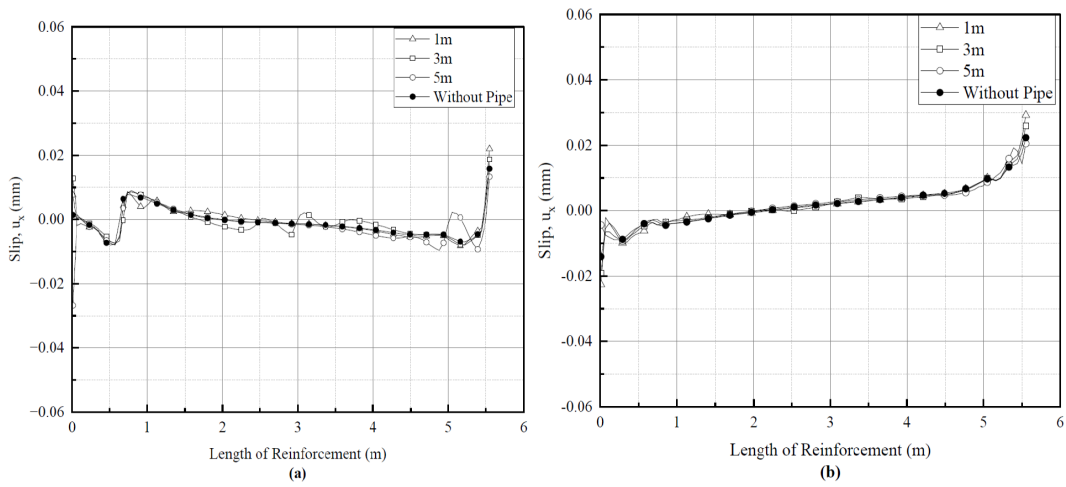 0.06
0.04
0.02
0.00
−0.02
−0.04
−0.06
Slip, uₓ (mm)
1m
3m
5m
Without Pipe
0 1 2 3 4 5 6
Length of Reinforcement (m)
(a)
0.06
0.04
0.02
0.00
-0.02
-0.04
-0.06
Slip, uₓ (mm)
1m
3m
5m
Without Pipe
0 1 2 3 4 5 6
Length of Reinforcement (m)
(b)